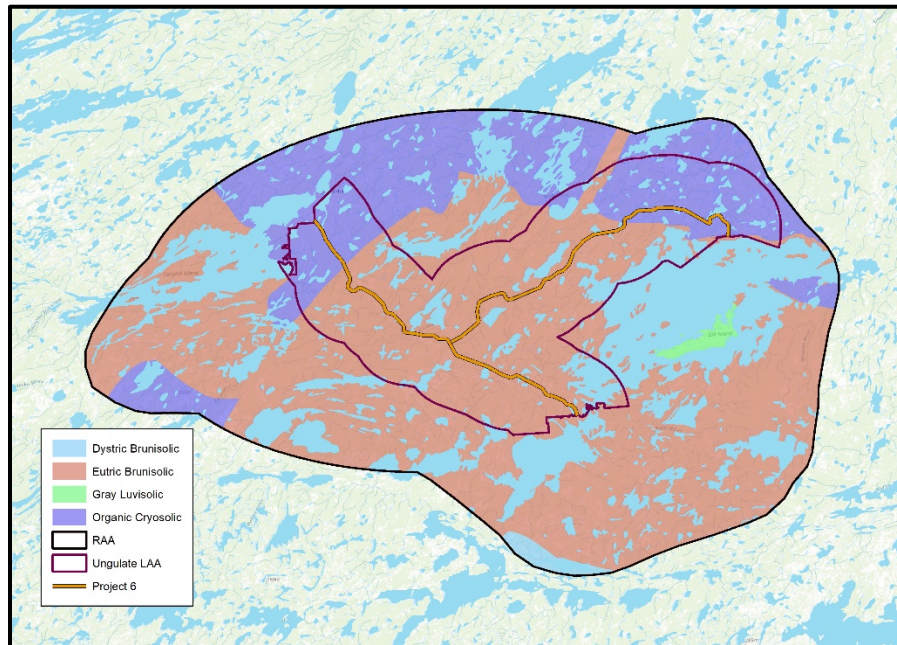 Dystric Brunisolic
Eutric Brunisolic
Gray Luvisolic
Organic Cryosolic
RAA
Ungulate LAA
Project 6